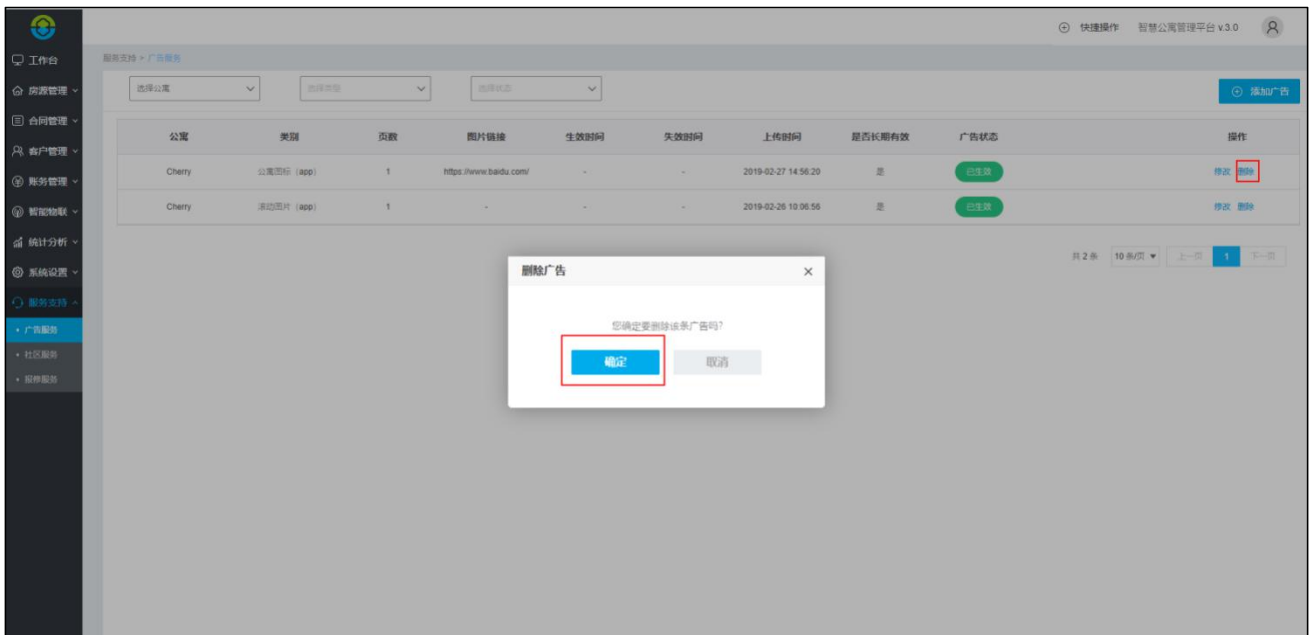 快捷操作 智慧公寓管理平台 v.3.0
工作台
房源管理
合同管理
客户管理
账务管理
智能物联
统计分析
系统设置
服务支持
• 广告服务
• 社区服务
• 报修服务
服务支持 > 广告服务
选择公寓 选择类型 选择状态 添加广告
公寓 类别 页数 图片链接 生效时间 失效时间 上传时间 是否长期有效 广告状态 操作
Cherry 公寓图标（app） 1 https://www.baidu.com/ - - 2019-02-27 14:56:20 是 已生效 修改 删除
Cherry 滚动图片（app） 1 - - - 2019-02-26 10:06:56 是 已生效 修改 删除
共 2 条 10 条/页 上一页 1 下一页
删除广告 ×
您确定要删除该条广告吗?
确定 取消